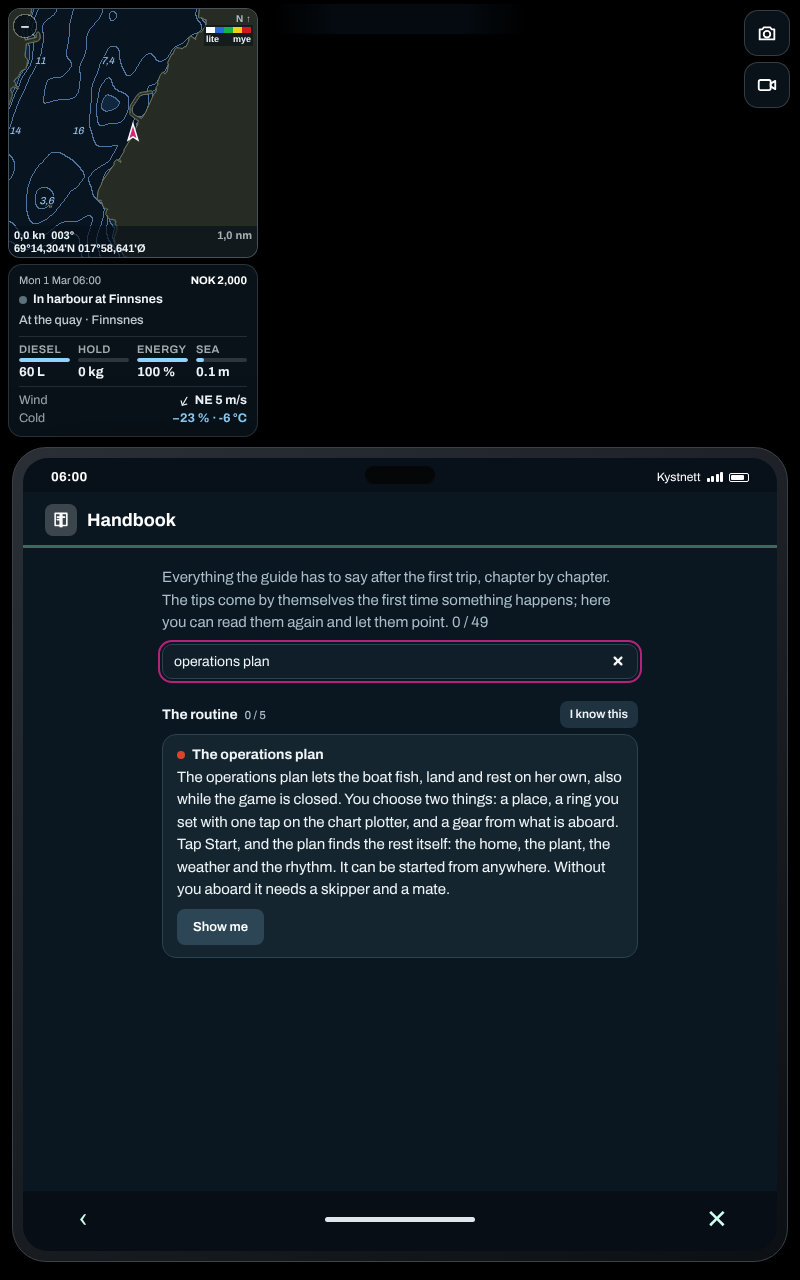 N ↑
lite mye
11
7,4
14
16
3,6
0,0 kn 003°
1,0 nm
69°14,304'N 017°58,641'Ø
Mon 1 Mar 06:00 NOK 2,000
In harbour at Finnsnes
At the quay · Finnsnes
DIESEL HOLD ENERGY SEA
60 L 0 kg 100 % 0.1 m
Wind ↙ NE 5 m/s
Cold −23 % · -6 °C
06:00
Kystnett
Handbook
Everything the guide has to say after the first trip, chapter by chapter.
The tips come by themselves the first time something happens; here
you can read them again and let them point. 0 / 49
operations plan
The routine 0 / 5
I know this
The operations plan
The operations plan lets the boat fish, land and rest on her own, also
while the game is closed. You choose two things: a place, a ring you
set with one tap on the chart plotter, and a gear from what is aboard.
Tap Start, and the plan finds the rest itself: the home, the plant, the
weather and the rhythm. It can be started from anywhere. Without
you aboard it needs a skipper and a mate.
Show me